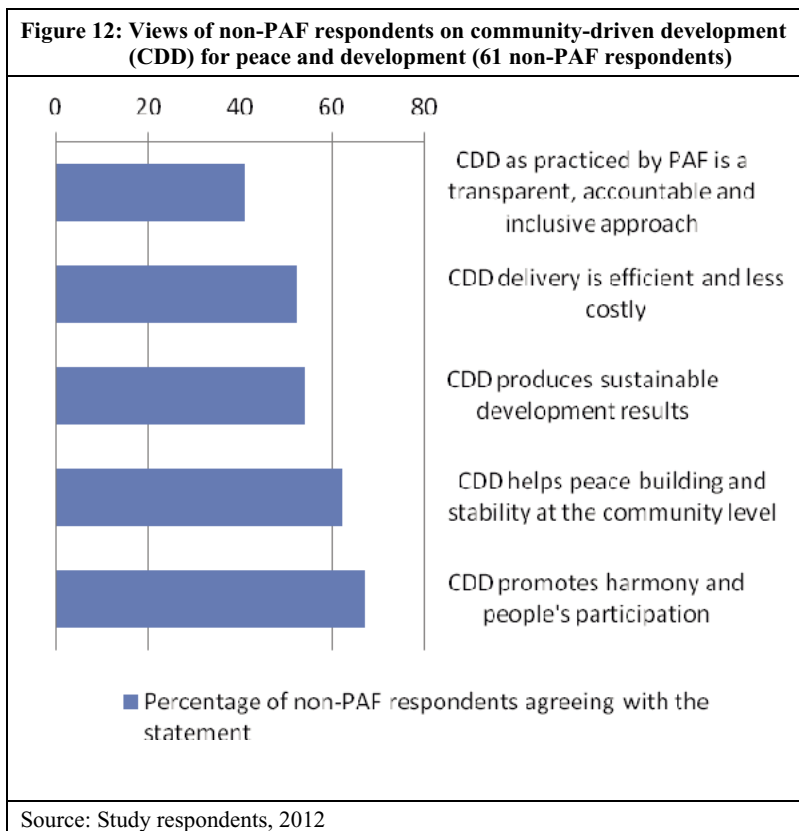 Figure 12: Views of non-PAF respondents on community-driven development
(CDD) for peace and development (61 non-PAF respondents)
0 20 40 60 80
CDD as practiced by PAF is a
transparent, accountable and
inclusive approach
CDD delivery is efficient and less
costly
CDD produces sustainable
development results
CDD helps peace building and
stability at the community level
CDD promotes harmony and
people's participation
Percentage of non-PAF respondents agreeing with the
statement
Source: Study respondents, 2012